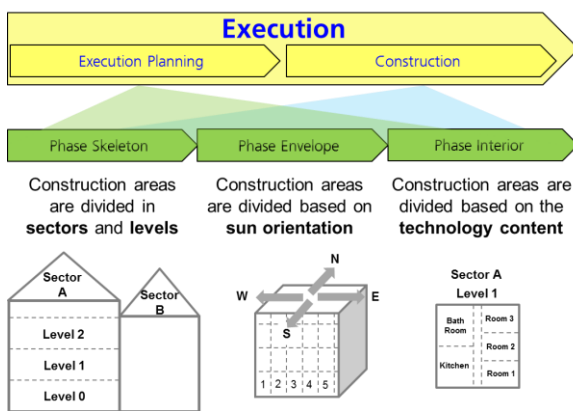 Execution
Execution Planning
Construction
Phase Skeleton
Phase Envelope
Phase Interior
Construction areas
are divided in
sectors and levels
Construction areas
are divided based on
sun orientation
Construction areas are
divided based on the
technology content
Sector
A
Level 2
Level 1
Level 0
Sector
B
N
W
E
S
1 2 3 4 5
Sector A
Level 1
Bath
Room
Kitchen
Room 3
Room 2
Room 1